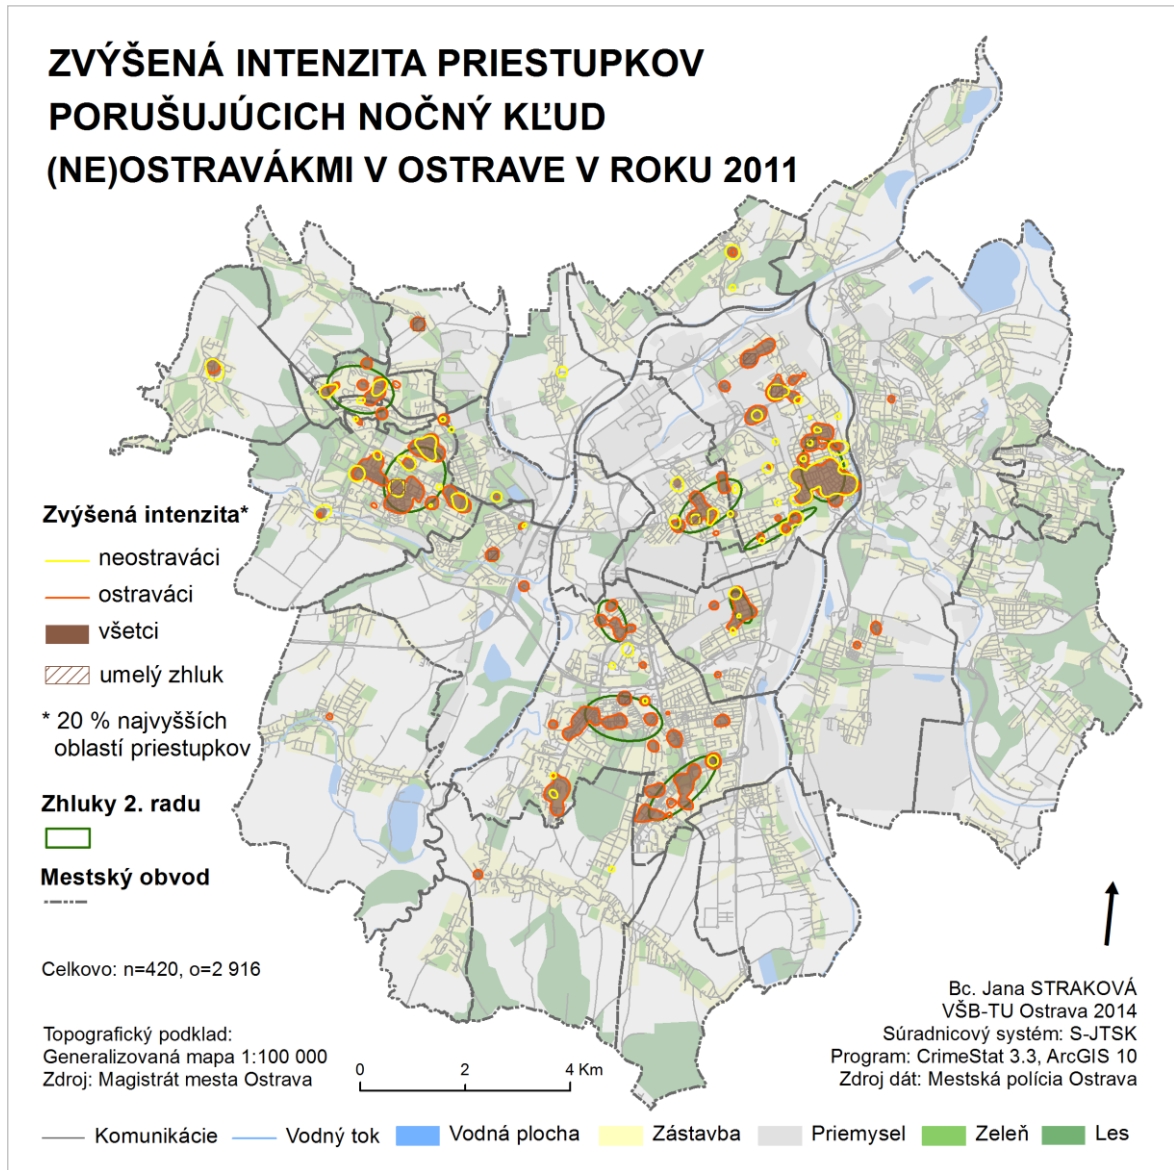 ZVÝŠENÁ INTENZITA PRIESTUPKOV
PORUŠUJÚCICH NOČNÝ KĽUD
(NE)OSTRAVÁKMI V OSTRAVE V ROKU 2011
Zvýšená intenzita*
neostraváci
ostraváci
všetci
umelý zhluk
* 20 % najvyšších
oblastí priestupkov
Zhluky 2. radu
Mestský obvod
Celkovo: n=420, o=2 916
Topografický podklad:
Generalizovaná mapa 1:100 000
Zdroj: Magistrát mesta Ostrava
0 2 4 Km
Bc. Jana STRAKOVÁ
VŠB-TU Ostrava 2014
Súradnicový systém: S-JTSK
Program: CrimeStat 3.3, ArcGIS 10
Zdroj dát: Mestská polícia Ostrava
Komunikácie Vodný tok Vodná plocha Zástavba Priemysel Zeleň Les